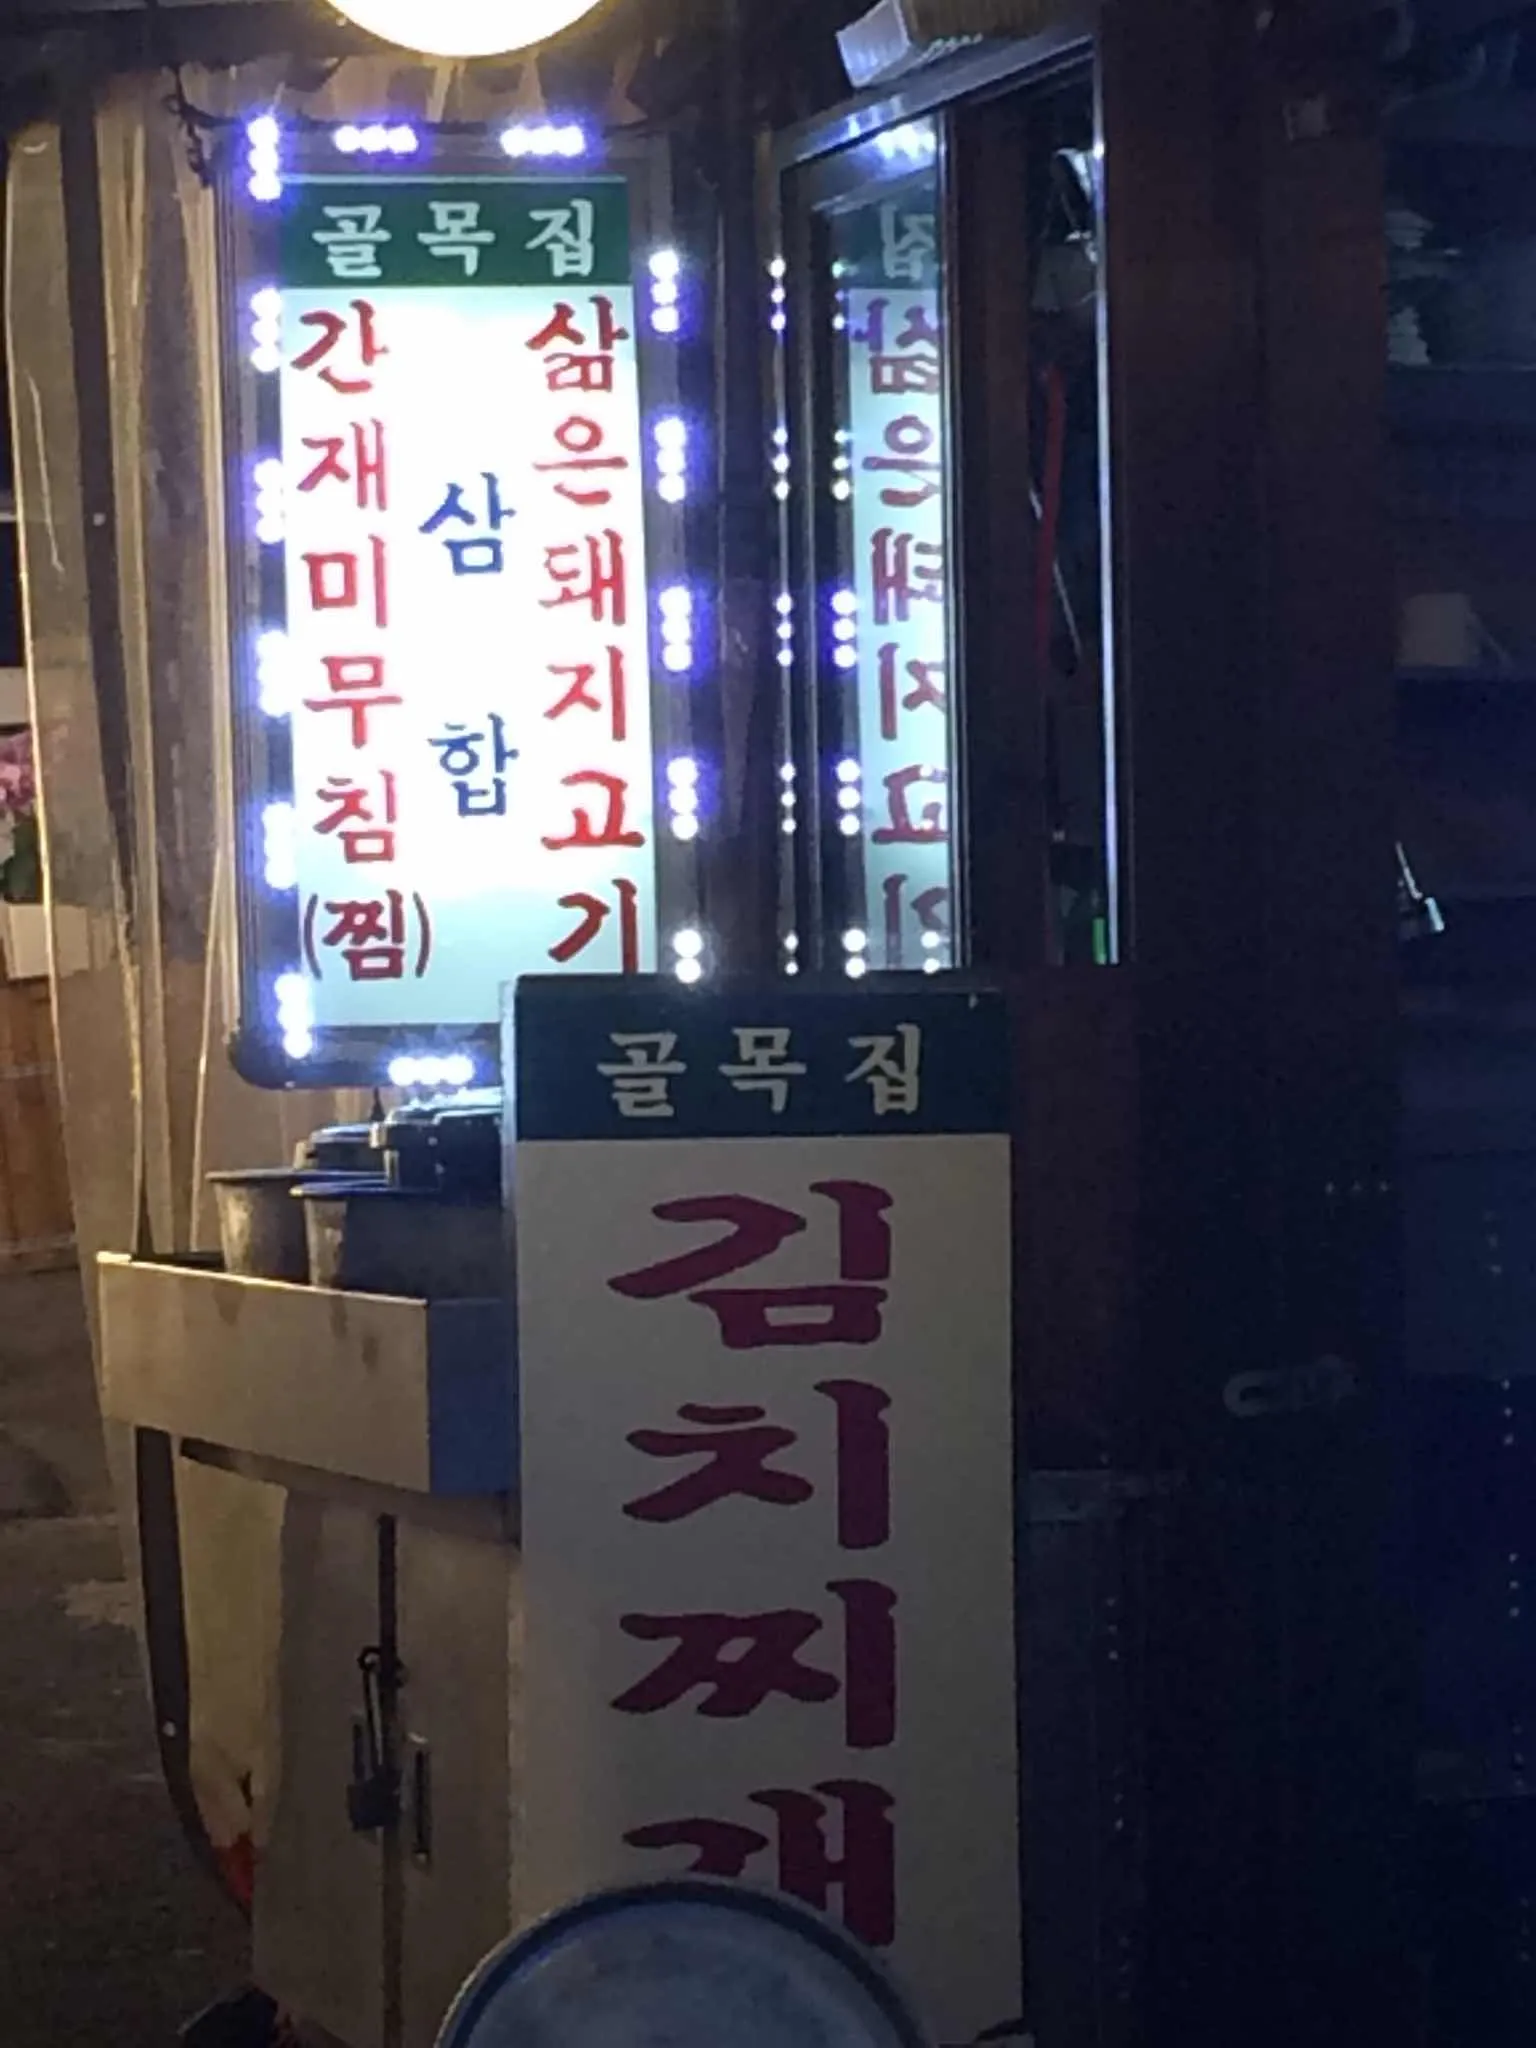 골목집
간재미무침
(찜)
삼합
삶은돼지고기
골목집
김치찌개